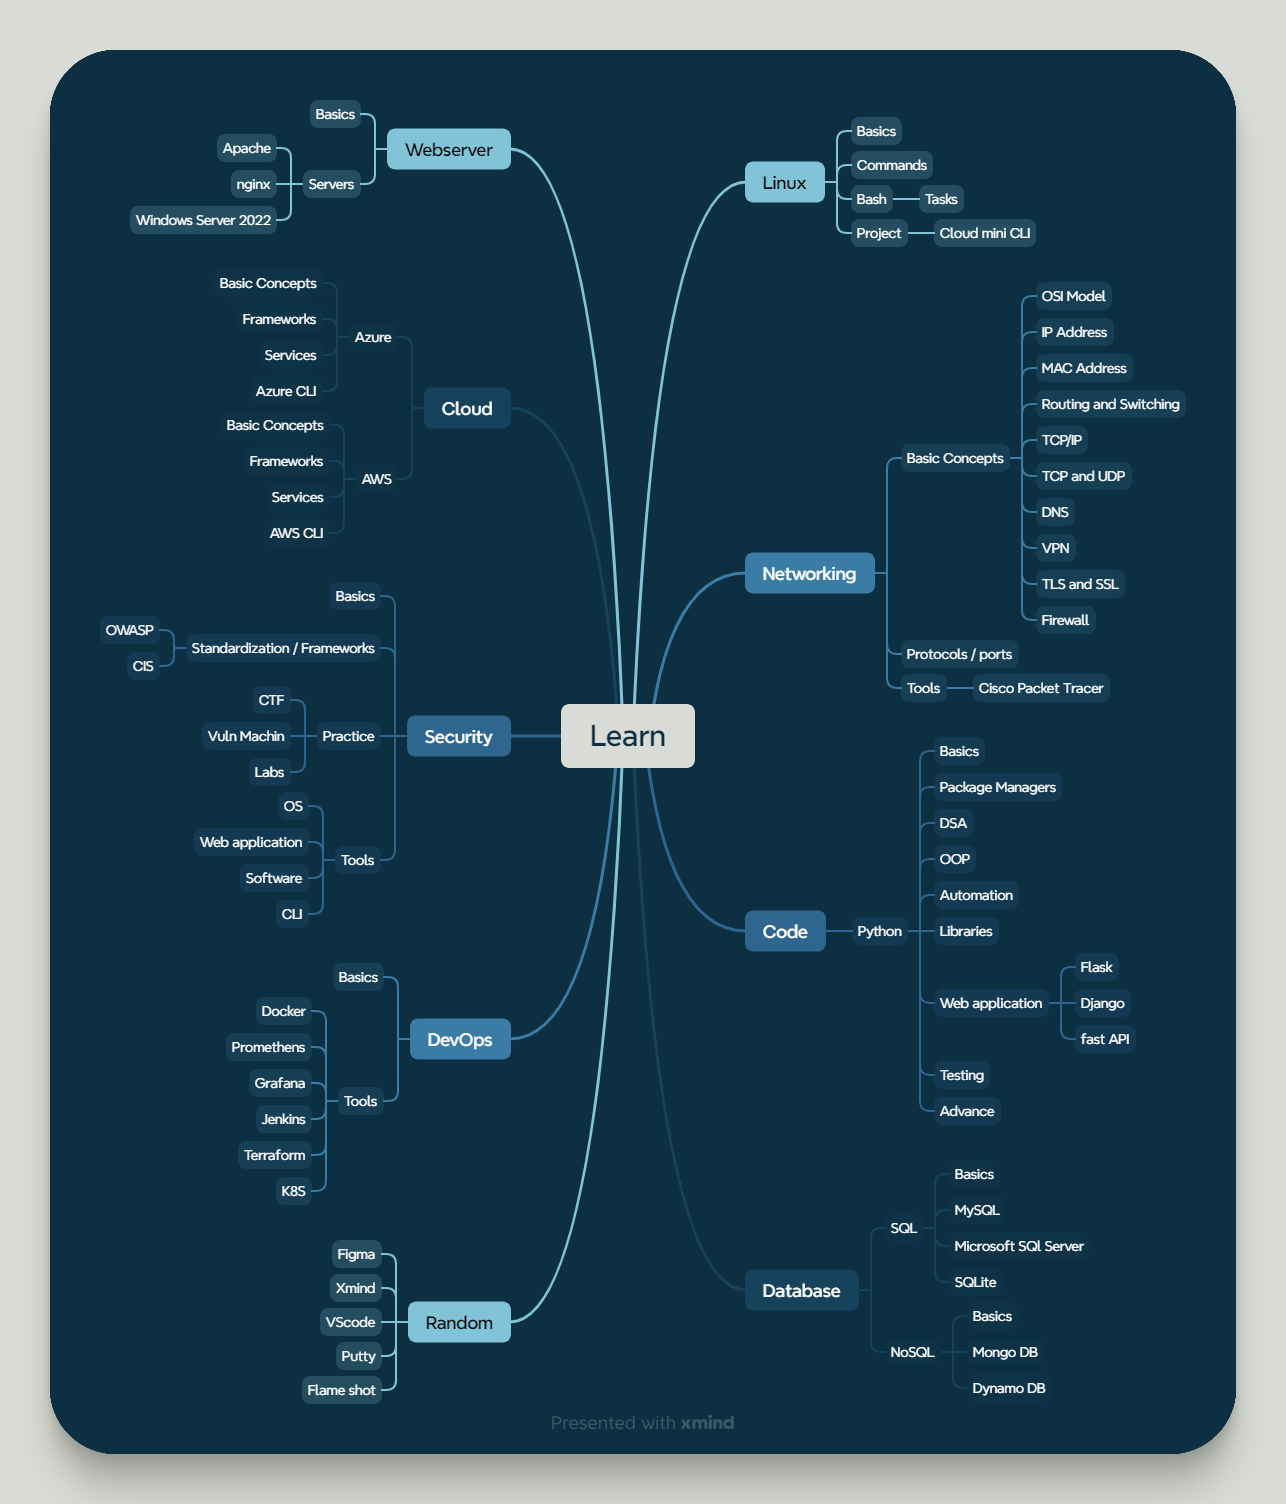 Learn
Linux
Basics
Commands
Bash
Tasks
Project
Cloud mini CLI
Networking
Basic Concepts
OSI Model
IP Address
MAC Address
Routing and Switching
TCP/IP
TCP and UDP
DNS
VPN
TLS and SSL
Firewall
Protocols / ports
Tools
Cisco Packet Tracer
Code
Python
Basics
Package Managers
DSA
OOP
Automation
Libraries
Web application
Flask
Django
fast API
Testing
Advance
Database
SQL
Basics
MySQL
Microsoft SQl Server
SQLite
NoSQL
Basics
Mongo DB
Dynamo DB
Webserver
Basics
Servers
Apache
nginx
Windows Server 2022
Cloud
Azure
Basic Concepts
Frameworks
Services
Azure CLI
AWS
Basic Concepts
Frameworks
Services
AWS CLI
Security
Basics
Standardization / Frameworks
OWASP
CIS
Practice
CTF
Vuln Machin
Labs
Tools
OS
Web application
Software
CLI
DevOps
Basics
Tools
Docker
Promethens
Grafana
Jenkins
Terraform
K8S
Random
Figma
Xmind
VScode
Putty
Flame shot
Presented with xmind